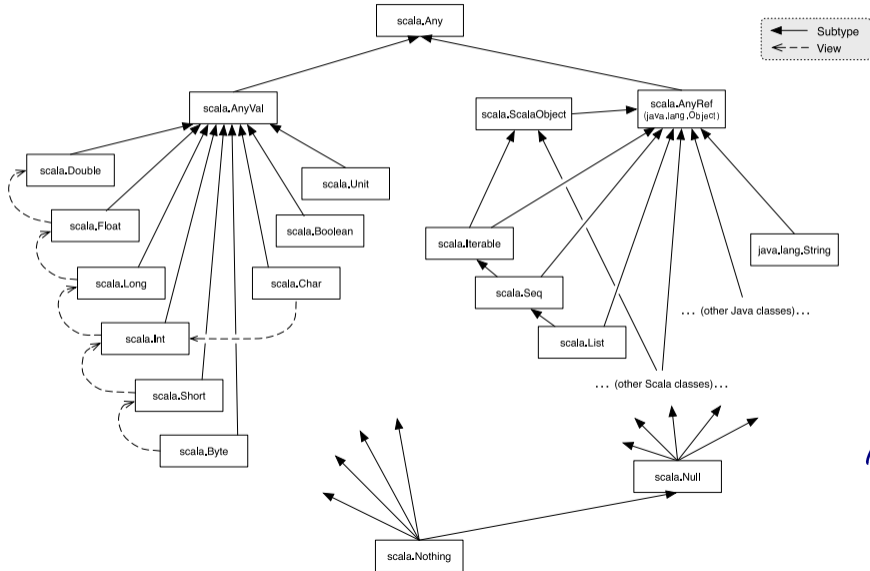 scala.Any
Subtype
View
scala.AnyVal
scala.ScalaObject
scala.AnyRef
(java.lang.Object)
scala.Double
scala.Unit
scala.Float
scala.Boolean
scala.Iterable
java.lang.String
scala.Long
scala.Char
scala.Seq
... (other Java classes)...
scala.Int
scala.List
scala.Short
... (other Scala classes)...
scala.Byte
scala.Null
scala.Nothing